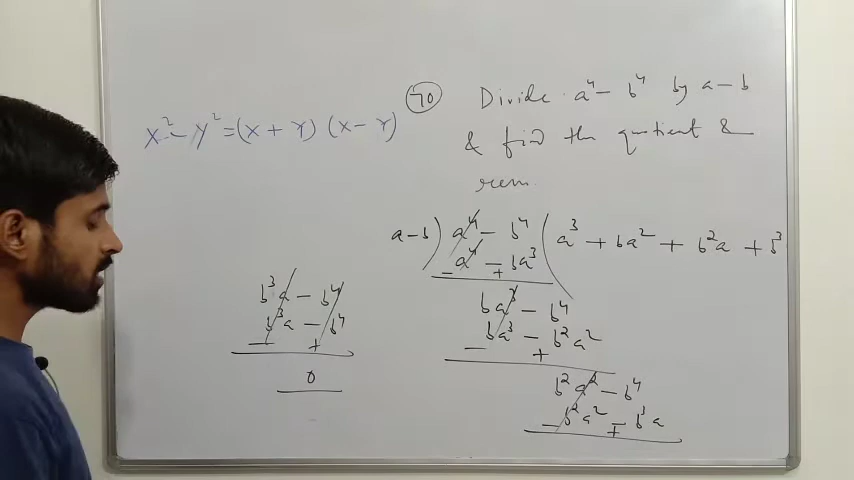 70 Divide a⁴ - b⁴ by a - b
& find the quotient &
rem.
x² - y² = (x + y) (x - y)
a - b ) a⁴ - b⁴ ( a³ + ba² + b²a + b³
- a⁴ - + ba³
ba³ - b⁴
- ba³ - + b²a²
b²a² - b⁴
- b²a² - + b³a
b³a - b⁴
- b³a - + b⁴
0